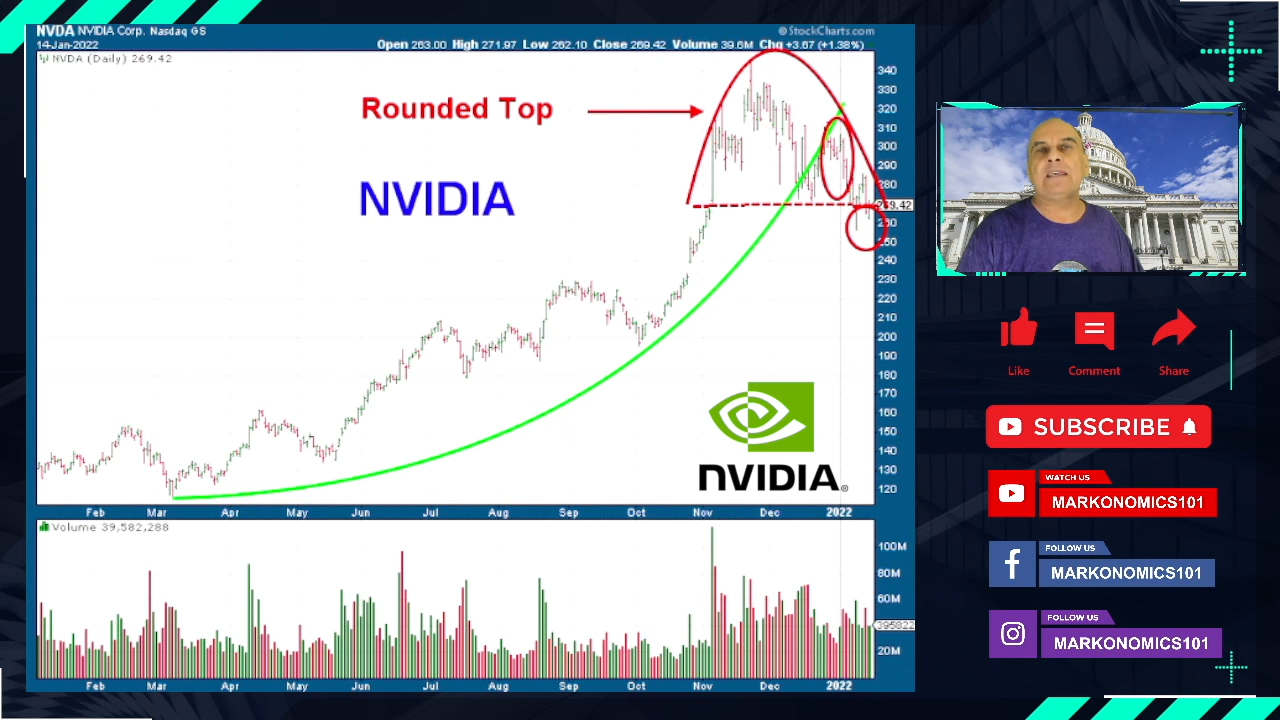 NVDA NVIDIA Corp. Nasdaq GS
©StockCharts.com
14-Jan-2022
Open 263.00 High 271.97 Low 262.10 Close 269.42 Volume 39.6M Chg +3.67 (+1.38%)
NVDA (Daily) 269.42
Rounded Top
NVIDIA
340
330
320
310
300
290
280
269.42
260
250
240
230
220
210
200
190
180
170
160
150
140
130
120
NVIDIA®
Feb Mar Apr May Jun Jul Aug Sep Oct Nov Dec 2022
Volume 39,582,288
100M
80M
60M
395822
20M
Feb Mar Apr May Jun Jul Aug Sep Oct Nov Dec 2022
Like Comment Share
SUBSCRIBE
WATCH US
MARKONOMICS101
FOLLOW US
MARKONOMICS101
FOLLOW US
MARKONOMICS101